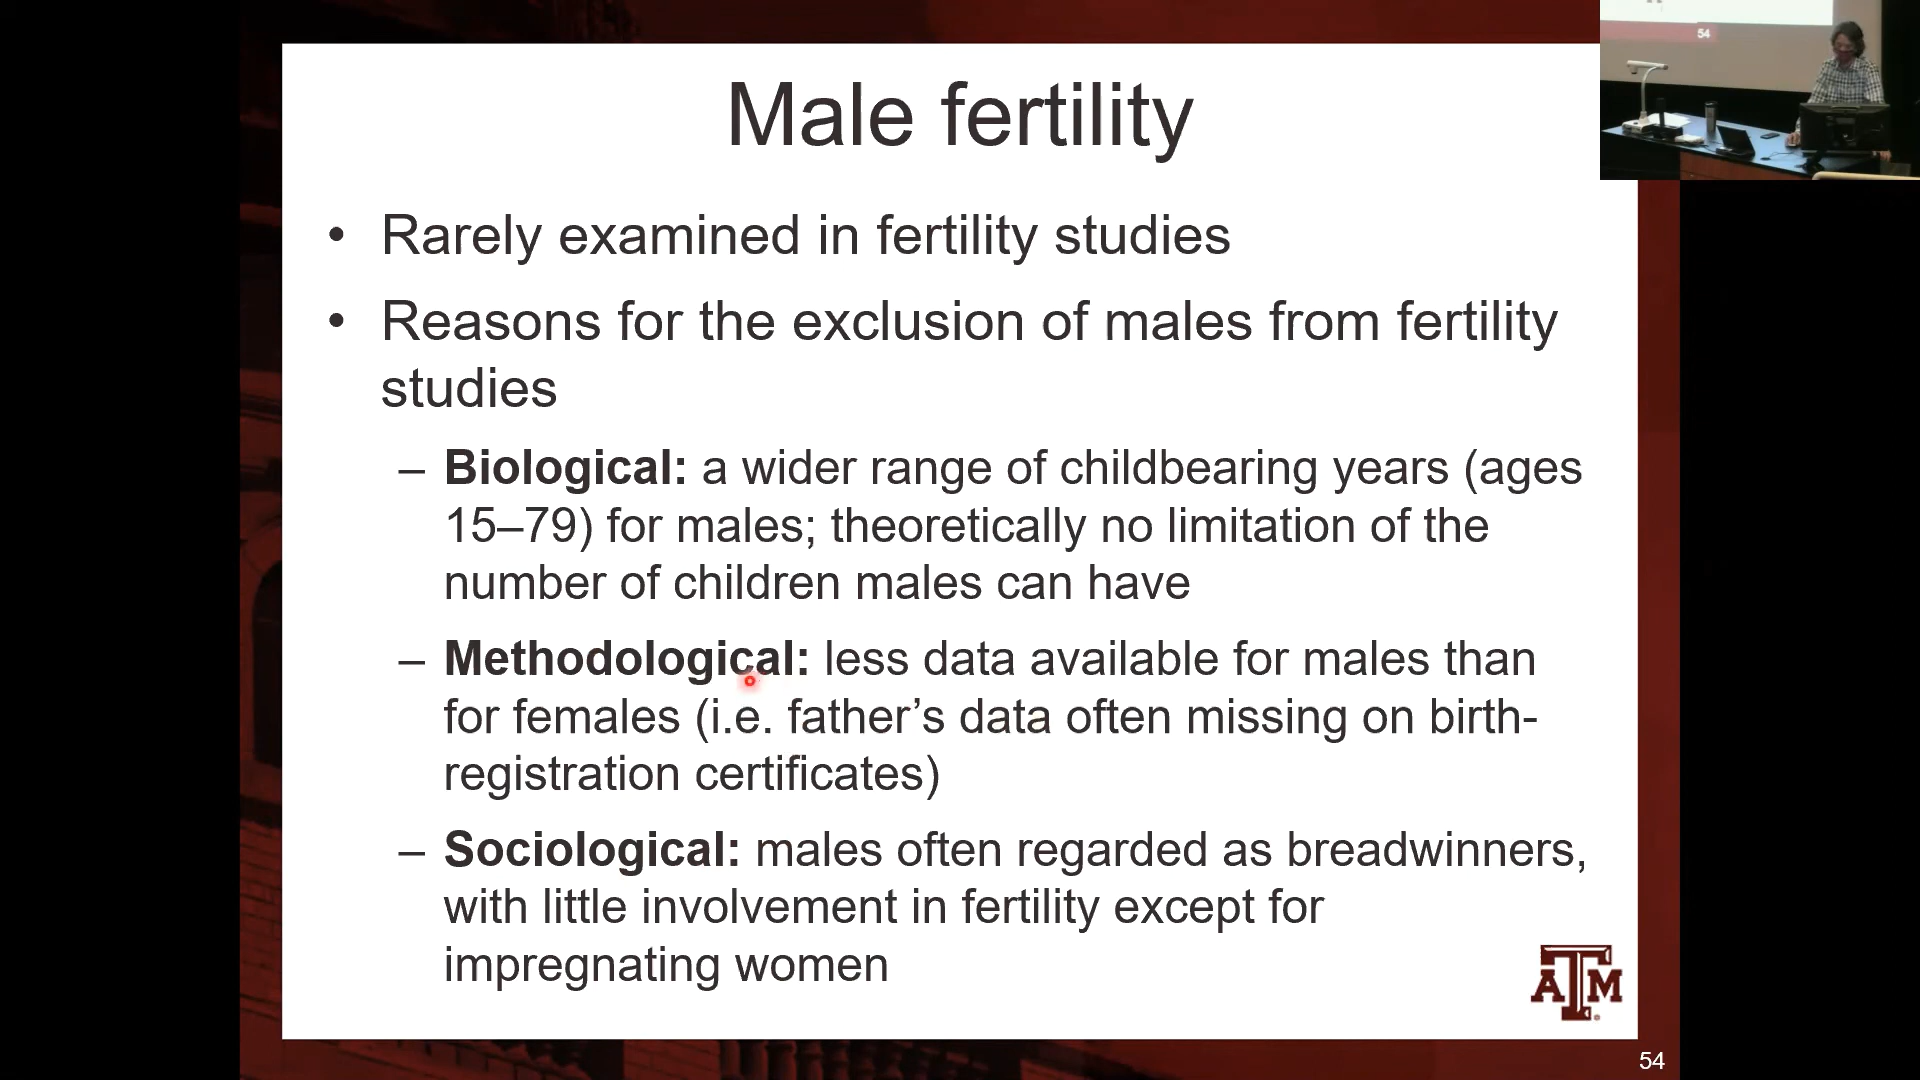 Male fertility
• Rarely examined in fertility studies
• Reasons for the exclusion of males from fertility
studies
– Biological: a wider range of childbearing years (ages
15–79) for males; theoretically no limitation of the
number of children males can have
– Methodological: less data available for males than
for females (i.e. father’s data often missing on birth-
registration certificates)
– Sociological: males often regarded as breadwinners,
with little involvement in fertility except for
impregnating women
ATM
54
54